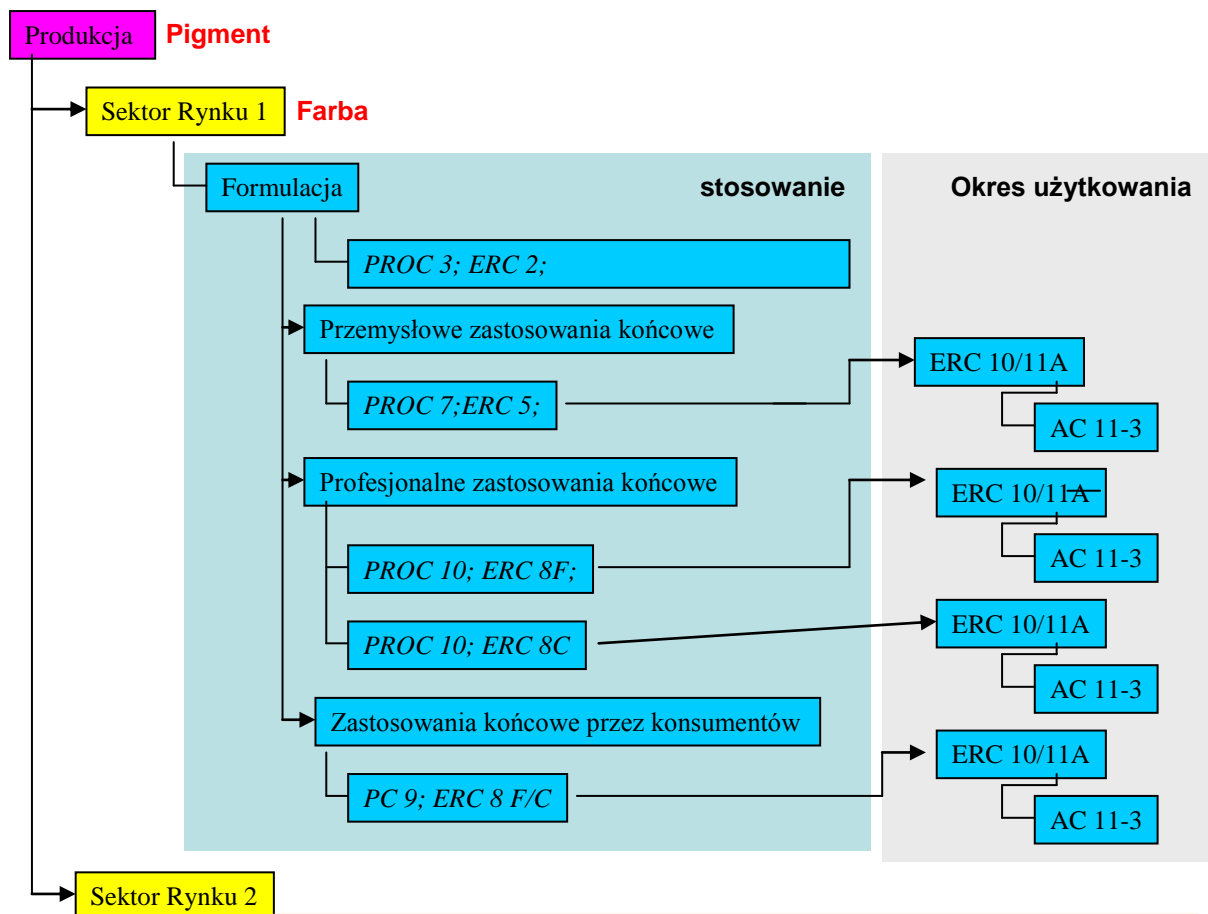 Produkcja Pigment
Sektor Rynku 1 Farba
Formulacja stosowanie Okres użytkowania
PROC 3; ERC 2;
Przemysłowe zastosowania końcowe
ERC 10/11A
PROC 7;ERC 5;
AC 11-3
Profesjonalne zastosowania końcowe
ERC 10/11A
PROC 10; ERC 8F;
AC 11-3
PROC 10; ERC 8C
ERC 10/11A
AC 11-3
Zastosowania końcowe przez konsumentów
ERC 10/11A
PC 9; ERC 8 F/C
AC 11-3
Sektor Rynku 2